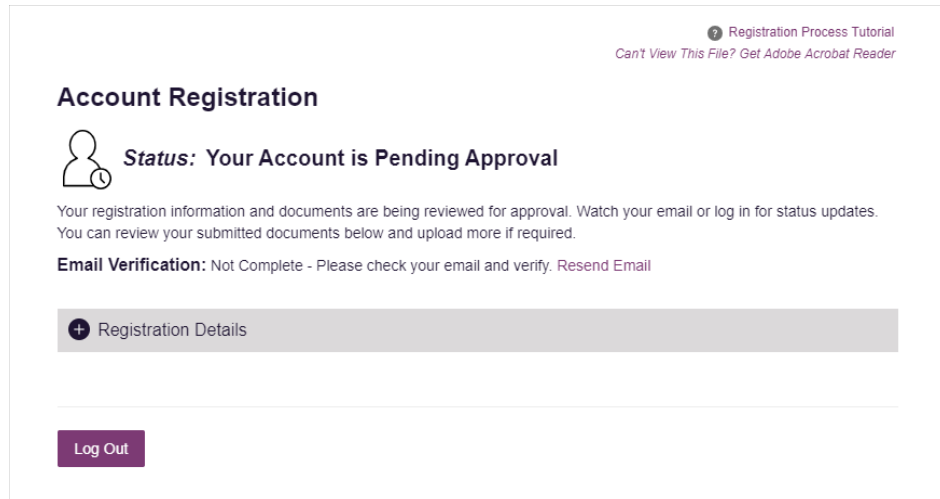 Registration Process Tutorial
Can't View This File? Get Adobe Acrobat Reader
Account Registration
Status: Your Account is Pending Approval
Your registration information and documents are being reviewed for approval. Watch your email or log in for status updates.
You can review your submitted documents below and upload more if required.
Email Verification: Not Complete - Please check your email and verify. Resend Email
Registration Details
Log Out